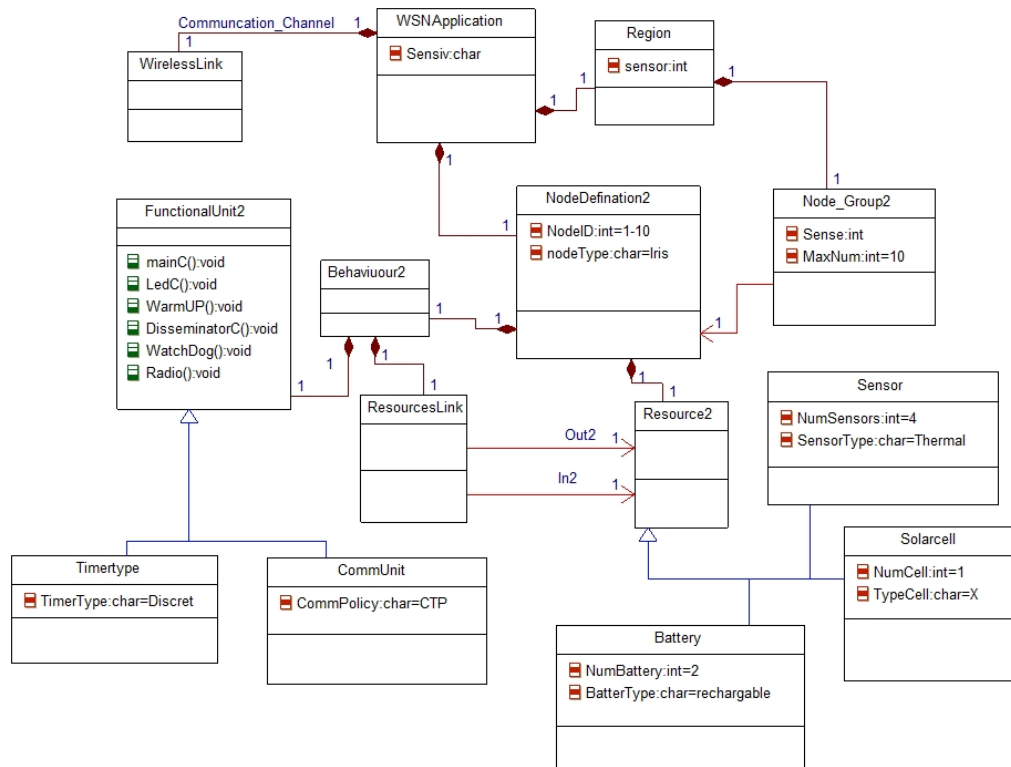 Communcation_Channel
1
1
WirelessLink
WSNApplication
Sensiv:char
1
1
Region
sensor:int
1
1
1
1
FunctionalUnit2
mainC():void
LedC():void
WarmUP():void
DisseminatorC():void
WatchDog():void
Radio():void
Behaviuour2
1
1
1
1
1
NodeDefination2
NodeID:int=1-10
nodeType:char=Iris
1
Node_Group2
Sense:int
MaxNum:int=10
1
1
ResourcesLink
Out2
1
In2
1
1
Resource2
Sensor
NumSensors:int=4
SensorType:char=Thermal
Solarcell
NumCell:int=1
TypeCell:char=X
Timertype
TimerType:char=Discret
CommUnit
CommPolicy:char=CTP
Battery
NumBattery:int=2
BatterType:char=rechargable